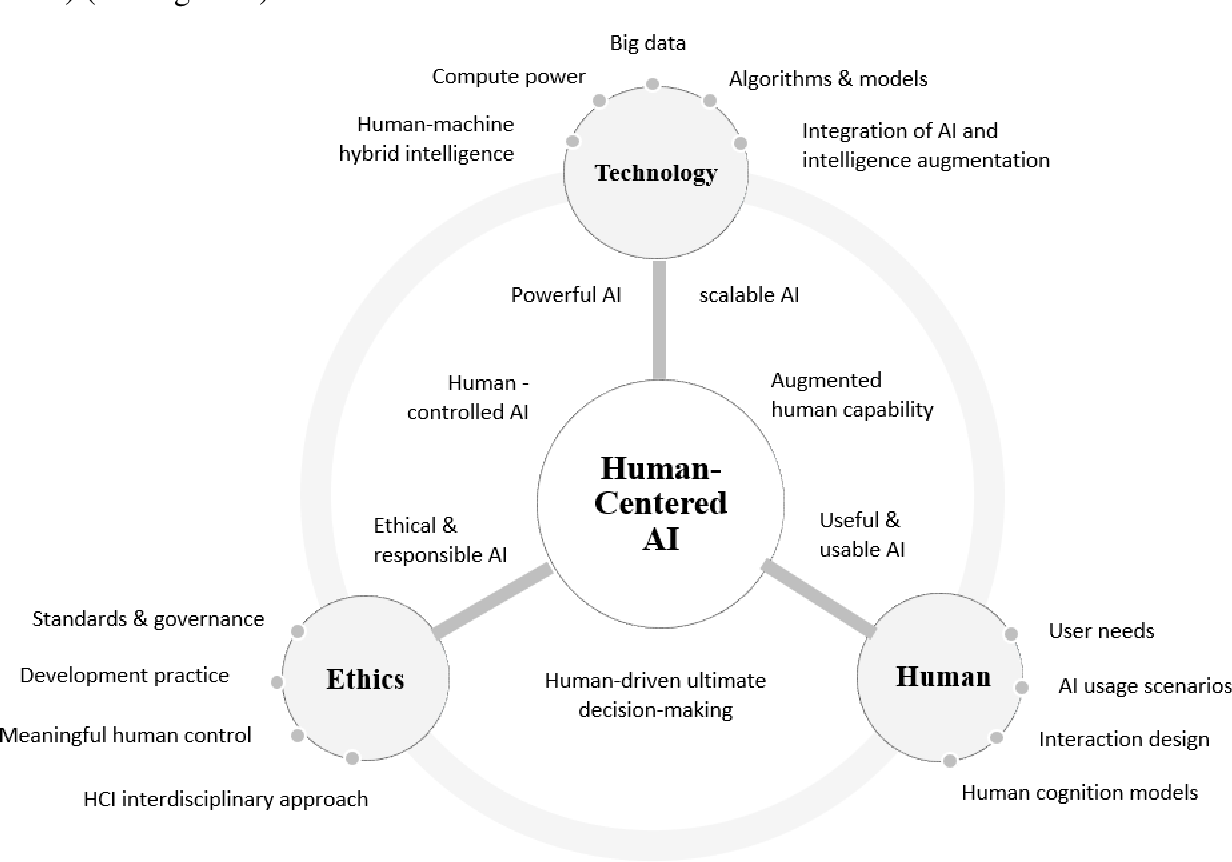 Big data
Compute power
Algorithms & models
Human-machine
hybrid intelligence
Integration of AI and
intelligence augmentation
Technology
Powerful AI
scalable AI
Human -
controlled AI
Augmented
human capability
Human-
Centered
AI
Ethical &
responsible AI
Useful &
usable AI
Standards & governance
Development practice
Meaningful human control
HCI interdisciplinary approach
Ethics
Human-driven ultimate
decision-making
Human
User needs
AI usage scenarios
Interaction design
Human cognition models